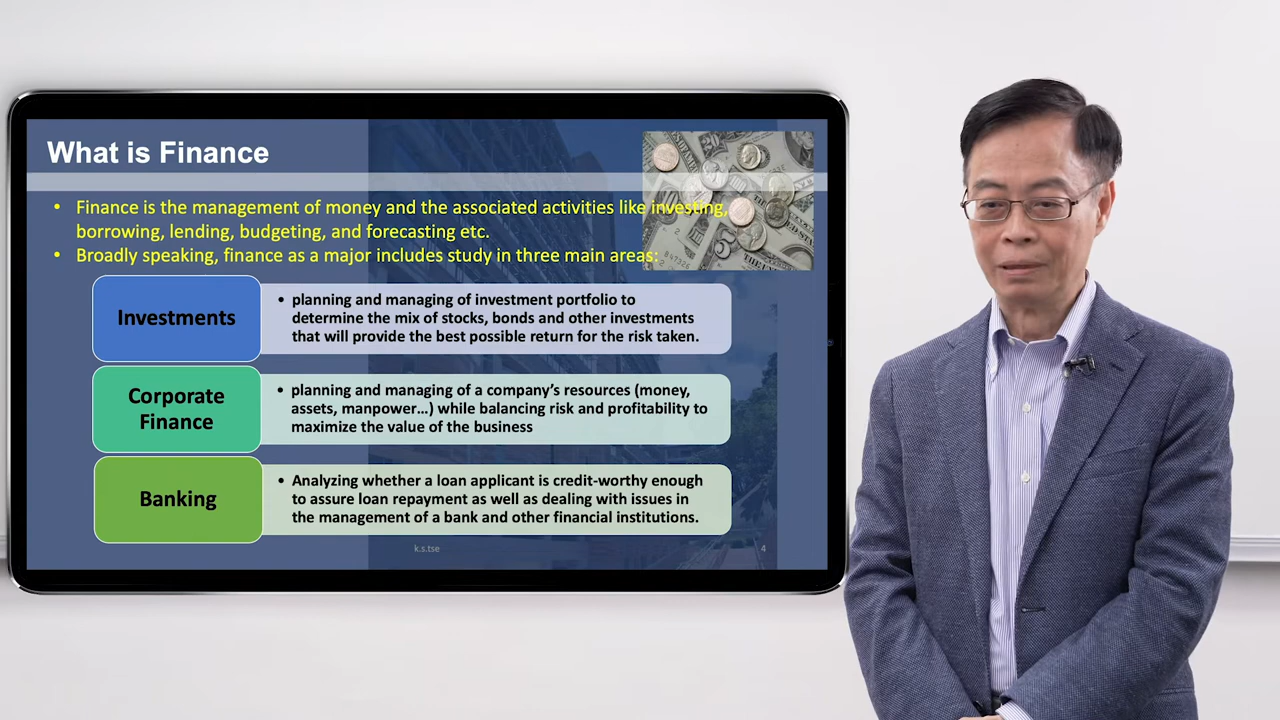 What is Finance
• Finance is the management of money and the associated activities like investing,
borrowing, lending, budgeting, and forecasting etc.
• Broadly speaking, finance as a major includes study in three main areas:
Investments
• planning and managing of investment portfolio to
determine the mix of stocks, bonds and other investments
that will provide the best possible return for the risk taken.
Corporate
Finance
• planning and managing of a company’s resources (money,
assets, manpower…) while balancing risk and profitability to
maximize the value of the business
Banking
• Analyzing whether a loan applicant is credit-worthy enough
to assure loan repayment as well as dealing with issues in
the management of a bank and other financial institutions.
k.s.tse
4